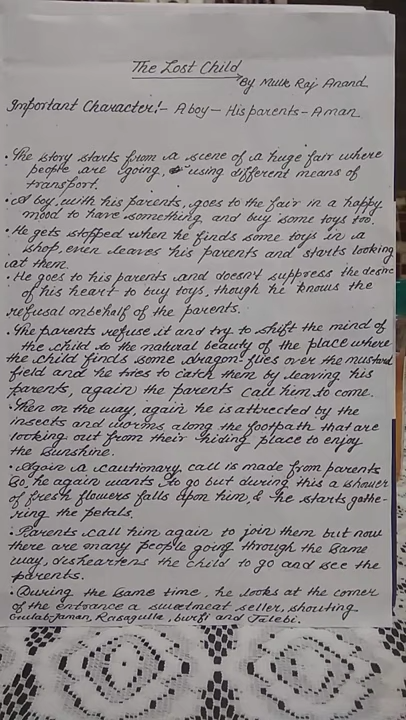 The Lost Child
By Mulk Raj Anand
Important Character:- A boy - His parents - A man
• The story starts from a scene of a huge fair where
people are going, using different means of
transport.
• A boy, with his parents, goes to the fair in a happy
mood to have something, and buy some toys too.
• He gets stopped when he finds some toys in a
shop, even leaves his parents and starts looking
at them.
• He goes to his parents and doesn't suppress the desire
of his heart to buy toys, though he knows the
refusal onbehalf of the parents.
• The parents refuse it and try to shift the mind of
the child to the natural beauty of the place where
the child finds some dragon-flies over the mustard
field and he tries to catch them by leaving his
parents, again the parents call him to come.
• Then on the way, again he is attrected by the
insects and worms along the footpath that are
looking out from their hiding place to enjoy
the sunshine.
• Again a cautionary, call is made from parents
So, he again wants to go but during this a shower
of fresh flowers falls upon him, & he starts gathe-
ring the petals.
• Parents call him again to join them but now
there are many people going through the same
way, disheartens the child to go and see the
parents.
• During the same time, he looks at the corner
of the entrance a sweetmeat seller, shouting
Gulab-Jaman, Rasagulla, burfi and Jalebi.